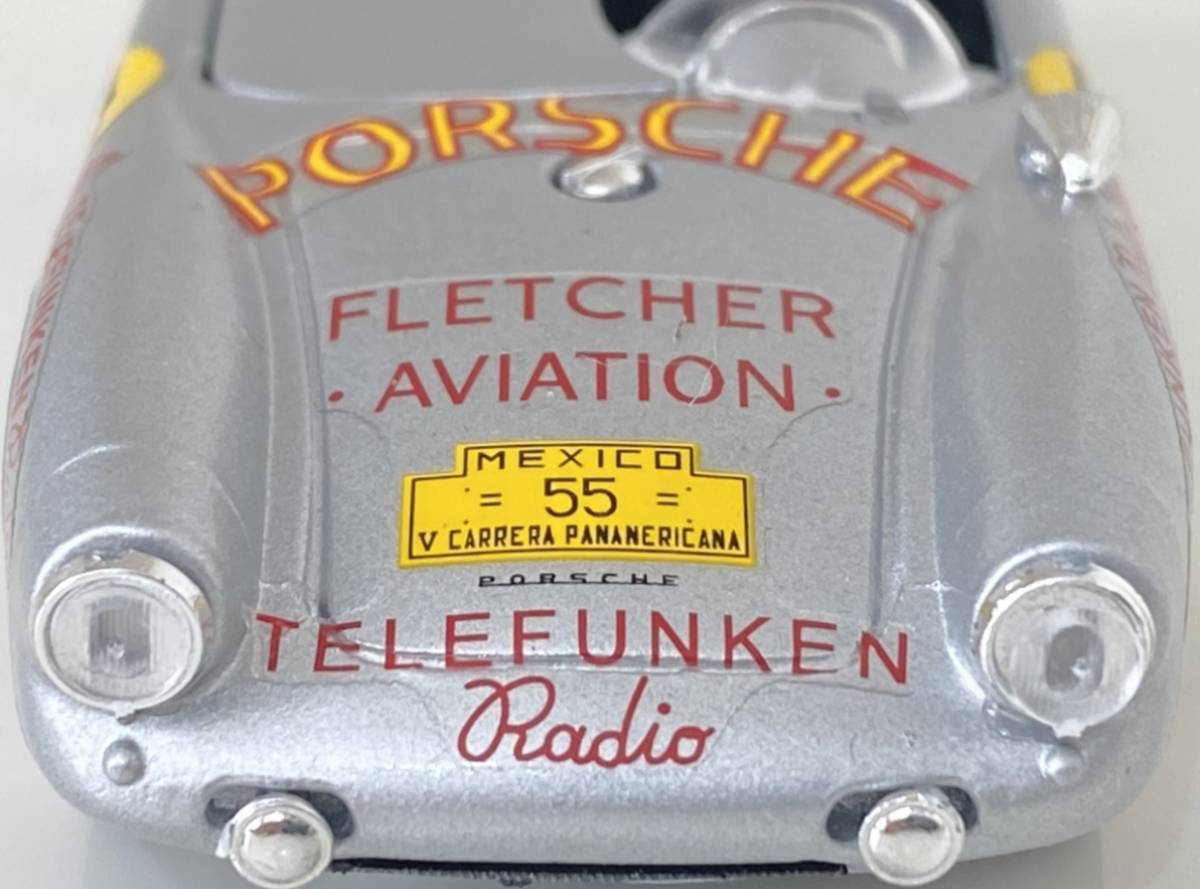 PORSCHE
FLETCHER
· AVIATION ·
MEXICO
= 55 =
V CARRERA PANANERICANA
PORSCHE
TELEFUNKEN
Radio